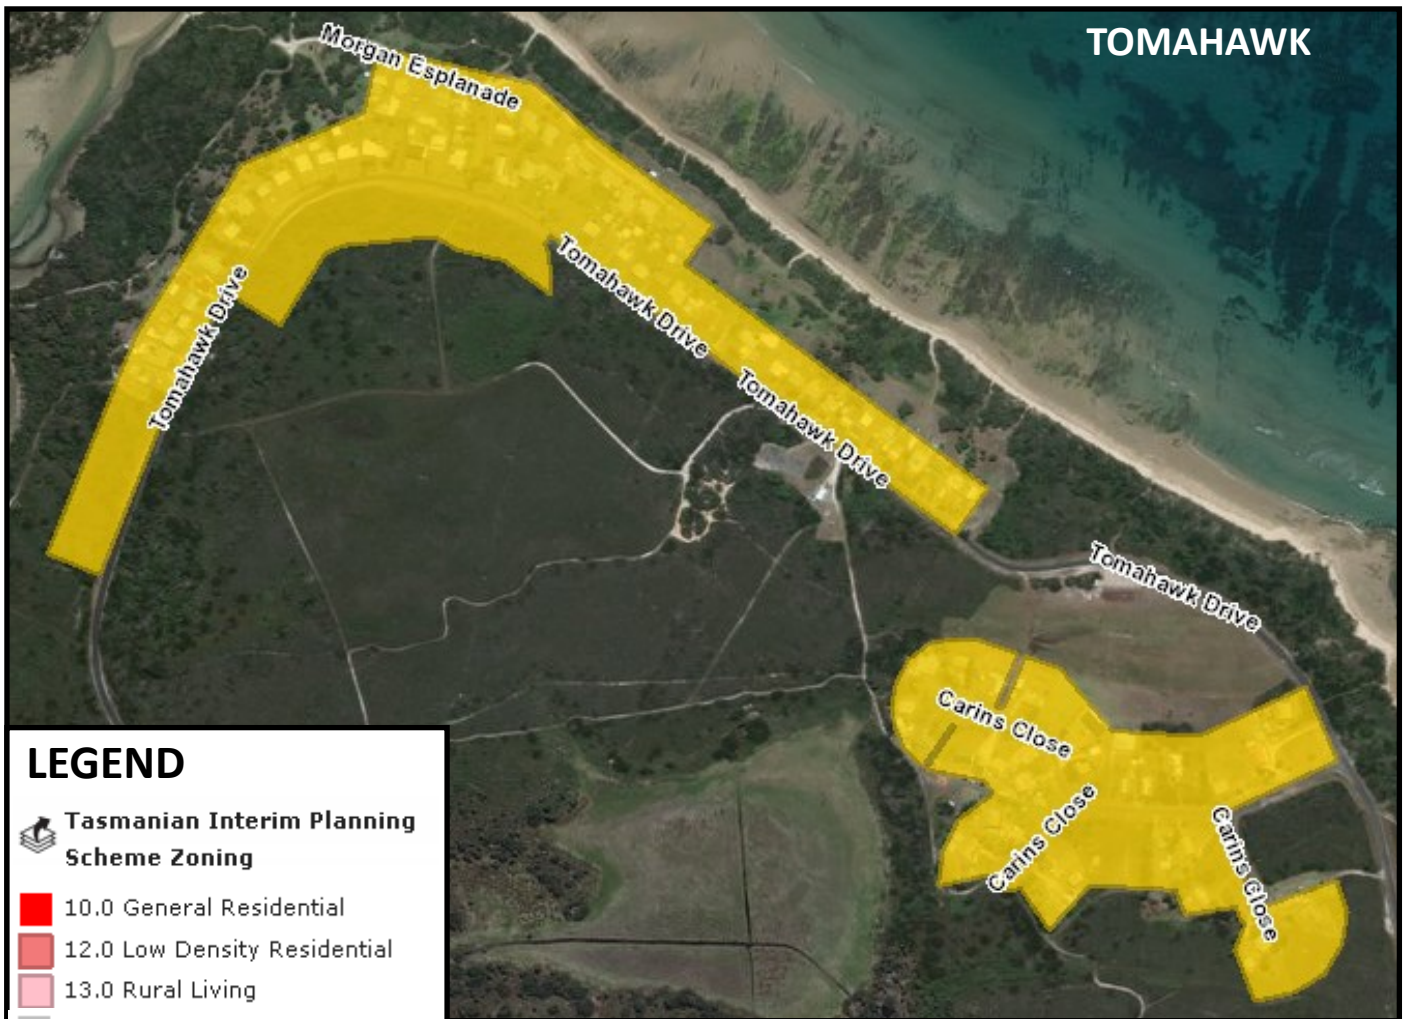 TOMAHAWK
Morgan Esplanade
Tomahawk Drive
Tomahawk Drive
Tomahawk Drive
Tomahawk Drive
Carins Close
Carins Close
Carins Close
LEGEND
Tasmanian Interim Planning
Scheme Zoning
10.0 General Residential
12.0 Low Density Residential
13.0 Rural Living